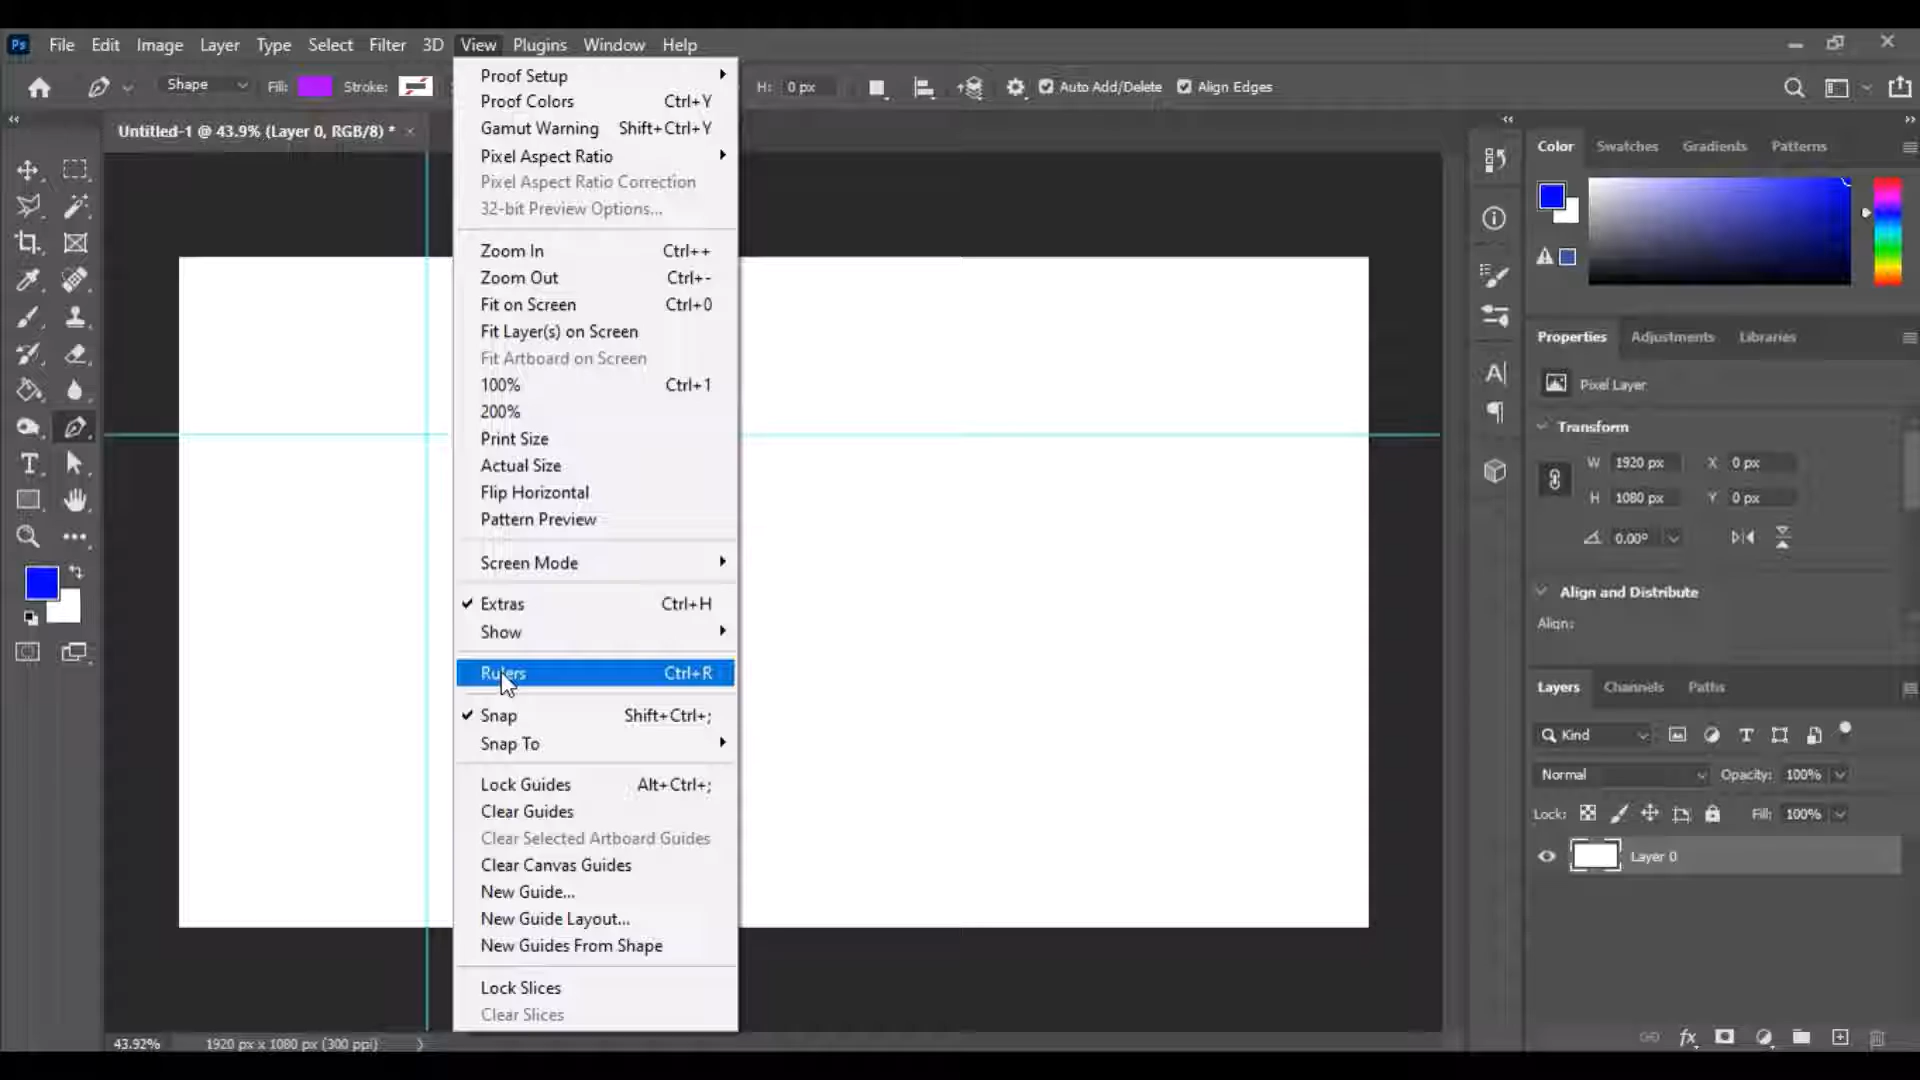 Ps File Edit Image Layer Type Select Filter 3D View Plugins Window Help
Shape Fill: Stroke: H: 0 px Auto Add/Delete Align Edges
Untitled-1 @ 43.9% (Layer 0, RGB/8) * ×
Proof Setup
Proof Colors Ctrl+Y
Gamut Warning Shift+Ctrl+Y
Pixel Aspect Ratio
Pixel Aspect Ratio Correction
32-bit Preview Options...
Zoom In Ctrl++
Zoom Out Ctrl+-
Fit on Screen Ctrl+0
Fit Layer(s) on Screen
Fit Artboard on Screen
100% Ctrl+1
200%
Print Size
Actual Size
Flip Horizontal
Pattern Preview
Screen Mode
Extras Ctrl+H
Show
Rulers Ctrl+R
Snap Shift+Ctrl+;
Snap To
Lock Guides Alt+Ctrl+;
Clear Guides
Clear Selected Artboard Guides
Clear Canvas Guides
New Guide...
New Guide Layout...
New Guides From Shape
Lock Slices
Clear Slices
43.92% 1920 px x 1080 px (300 ppi)
Color Swatches Gradients Patterns
Properties Adjustments Libraries
Pixel Layer
Transform
W 1920 px X 0 px
H 1080 px Y 0 px
0.00°
Align and Distribute
Align:
Layers Channels Paths
Kind
Normal Opacity: 100%
Lock: Fill: 100%
Layer 0
fx